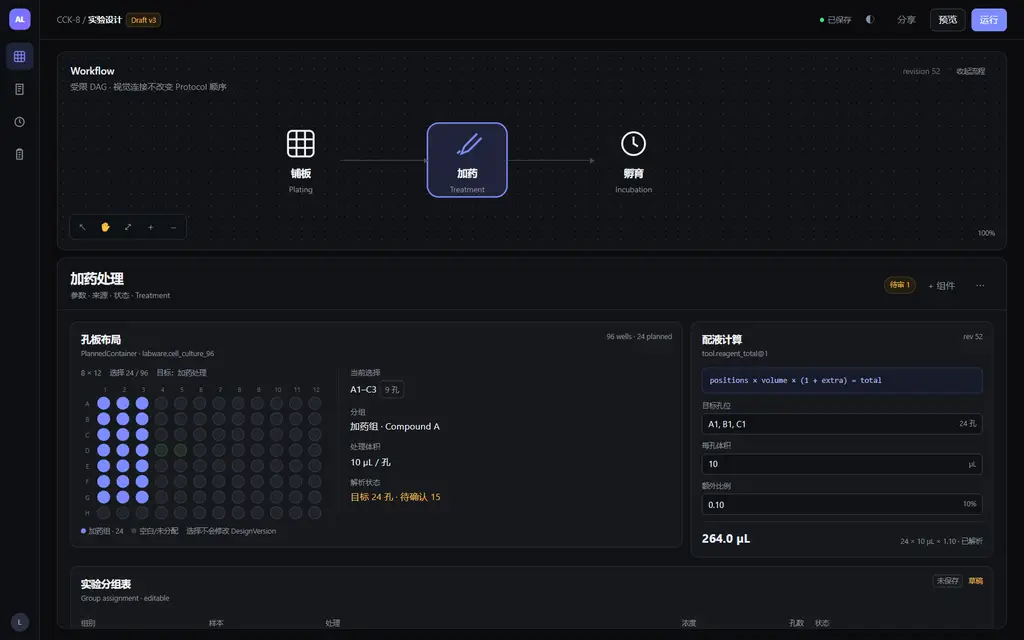 AL
CCK-8 / 实验设计 Draft v3
已保存
分享
预览
运行
Workflow
受限 DAG · 视觉连接不改变 Protocol 顺序
revision 52
收起流程
铺板
Plating
加药
Treatment
孵育
Incubation
100%
加药处理
参数 · 来源 · 状态 · Treatment
待审 1
+ 组件
孔板布局
PlannedContainer · labware.cell_culture_96
96 wells · 24 planned
8 × 12 选择 24 / 96 目标: 加药处理
1 2 3 4 5 6 7 8 9 10 11 12
A
B
C
D
E
F
G
H
加药组 · 24 空白/未分配 选择不会修改 DesignVersion
当前选择
A1–C3 9 孔
分组
加药组 · Compound A
处理体积
10 μL / 孔
解析状态
目标 24 孔 · 待确认 15
配液计算
tool.reagent_total@1
rev 52
positions x volume x (1 + extra) = total
目标孔位
A1, B1, C1 24 孔
每孔体积
10 μL
额外比例
0.10 10%
264.0 μL
24 × 10 μL × 1.10 · 已解析
实验分组表
Group assignment · editable
未保存 草稿
组别 样本 处理 浓度 孔数 状态
L